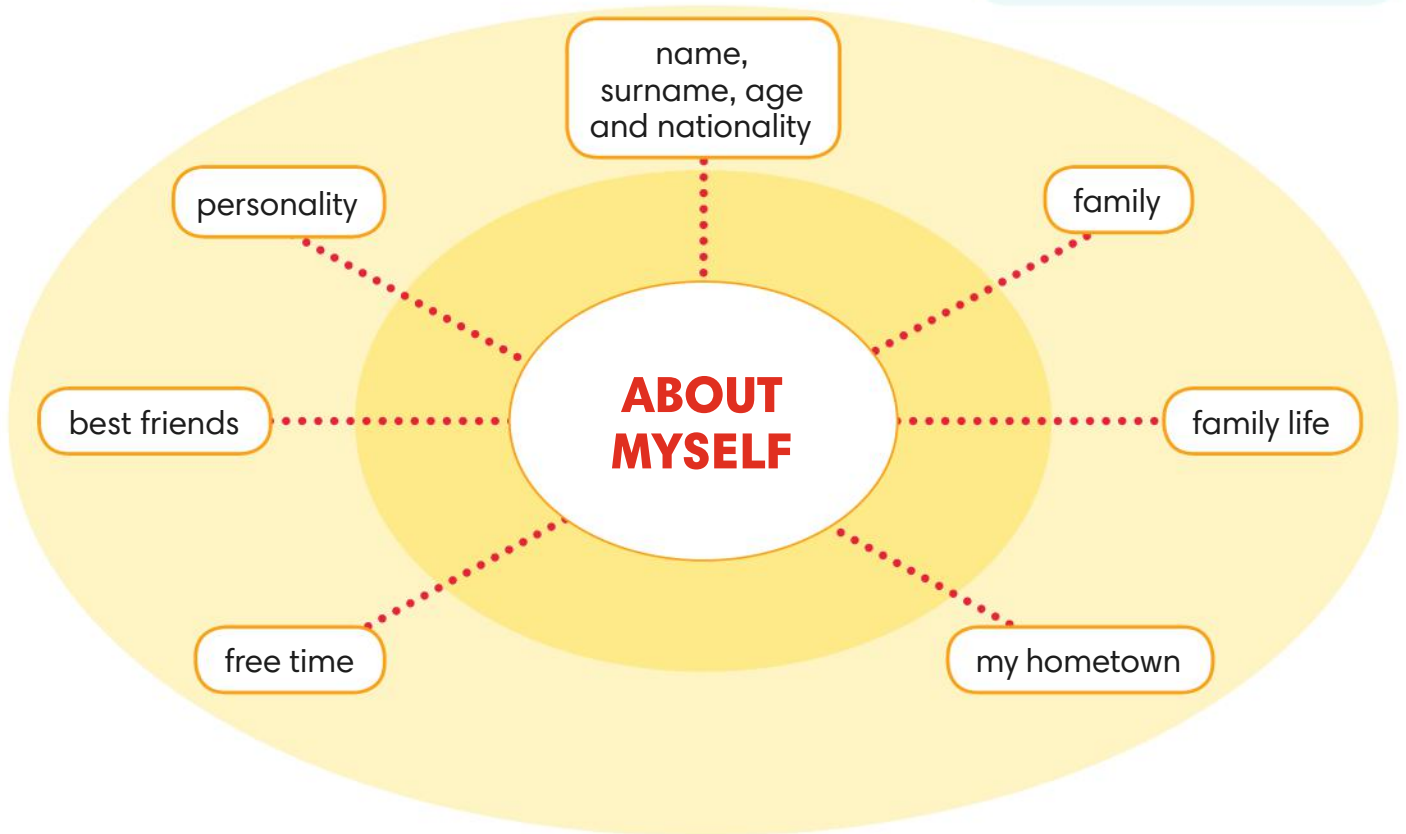 name,
surname, age
and nationality
personality
family
ABOUT
MYSELF
best friends
family life
free time
my hometown